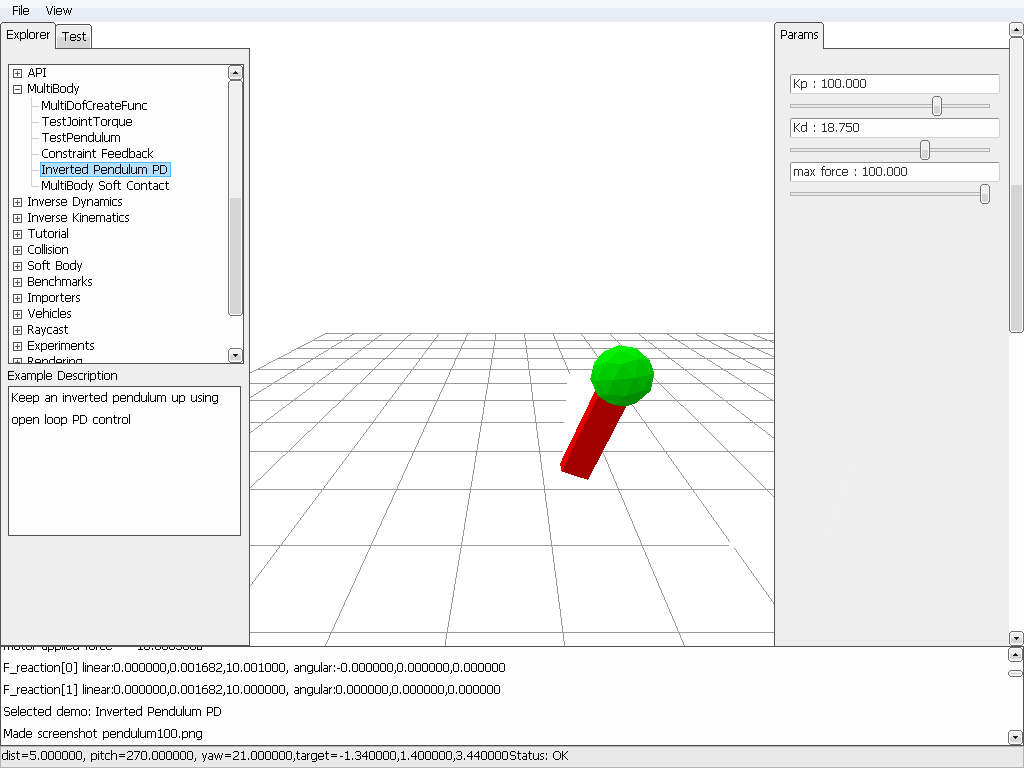 File View
Explorer Test
API
MultiBody
MultiDofCreateFunc
TestJointTorque
TestPendulum
Constraint Feedback
Inverted Pendulum PD
MultiBody Soft Contact
Inverse Dynamics
Inverse Kinematics
Tutorial
Collision
Soft Body
Benchmarks
Importers
Vehicles
Raycast
Experiments
Rendering
Example Description
Keep an inverted pendulum up using
open loop PD control
Params
Kp : 100.000
Kd : 18.750
max force : 100.000
motor applied force
F_reaction[0] linear:0.000000,0.001682,10.001000, angular:-0.000000,0.000000,0.000000
F_reaction[1] linear:0.000000,0.001682,10.000000, angular:0.000000,0.000000,0.000000
Selected demo: Inverted Pendulum PD
Made screenshot pendulum100.png
dist=5.000000, pitch=270.000000, yaw=21.000000,target=-1.340000,1.400000,3.440000Status: OK